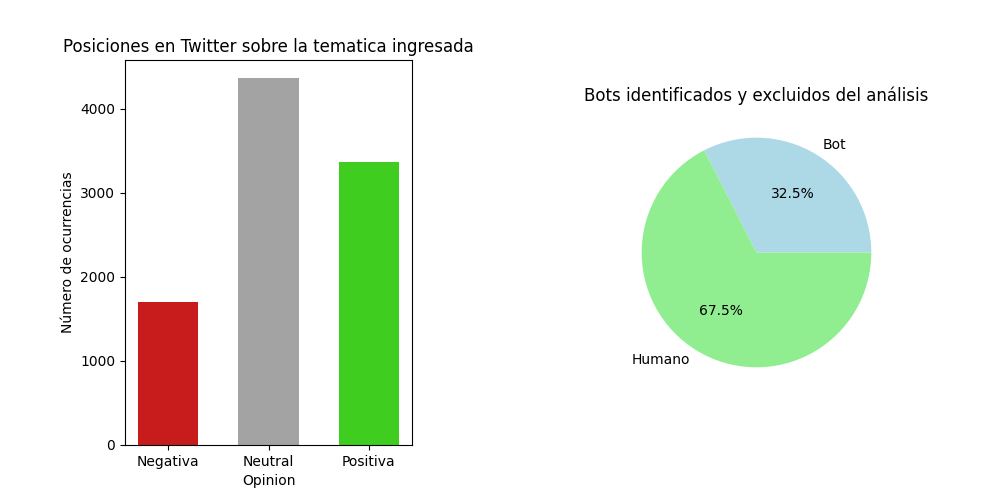 Posiciones en Twitter sobre la tematica ingresada
Número de ocurrencias
4000
3000
2000
1000
0
Negativa
Neutral
Positiva
Opinion
Bots identificados y excluidos del análisis
Bot
32.5%
67.5%
Humano